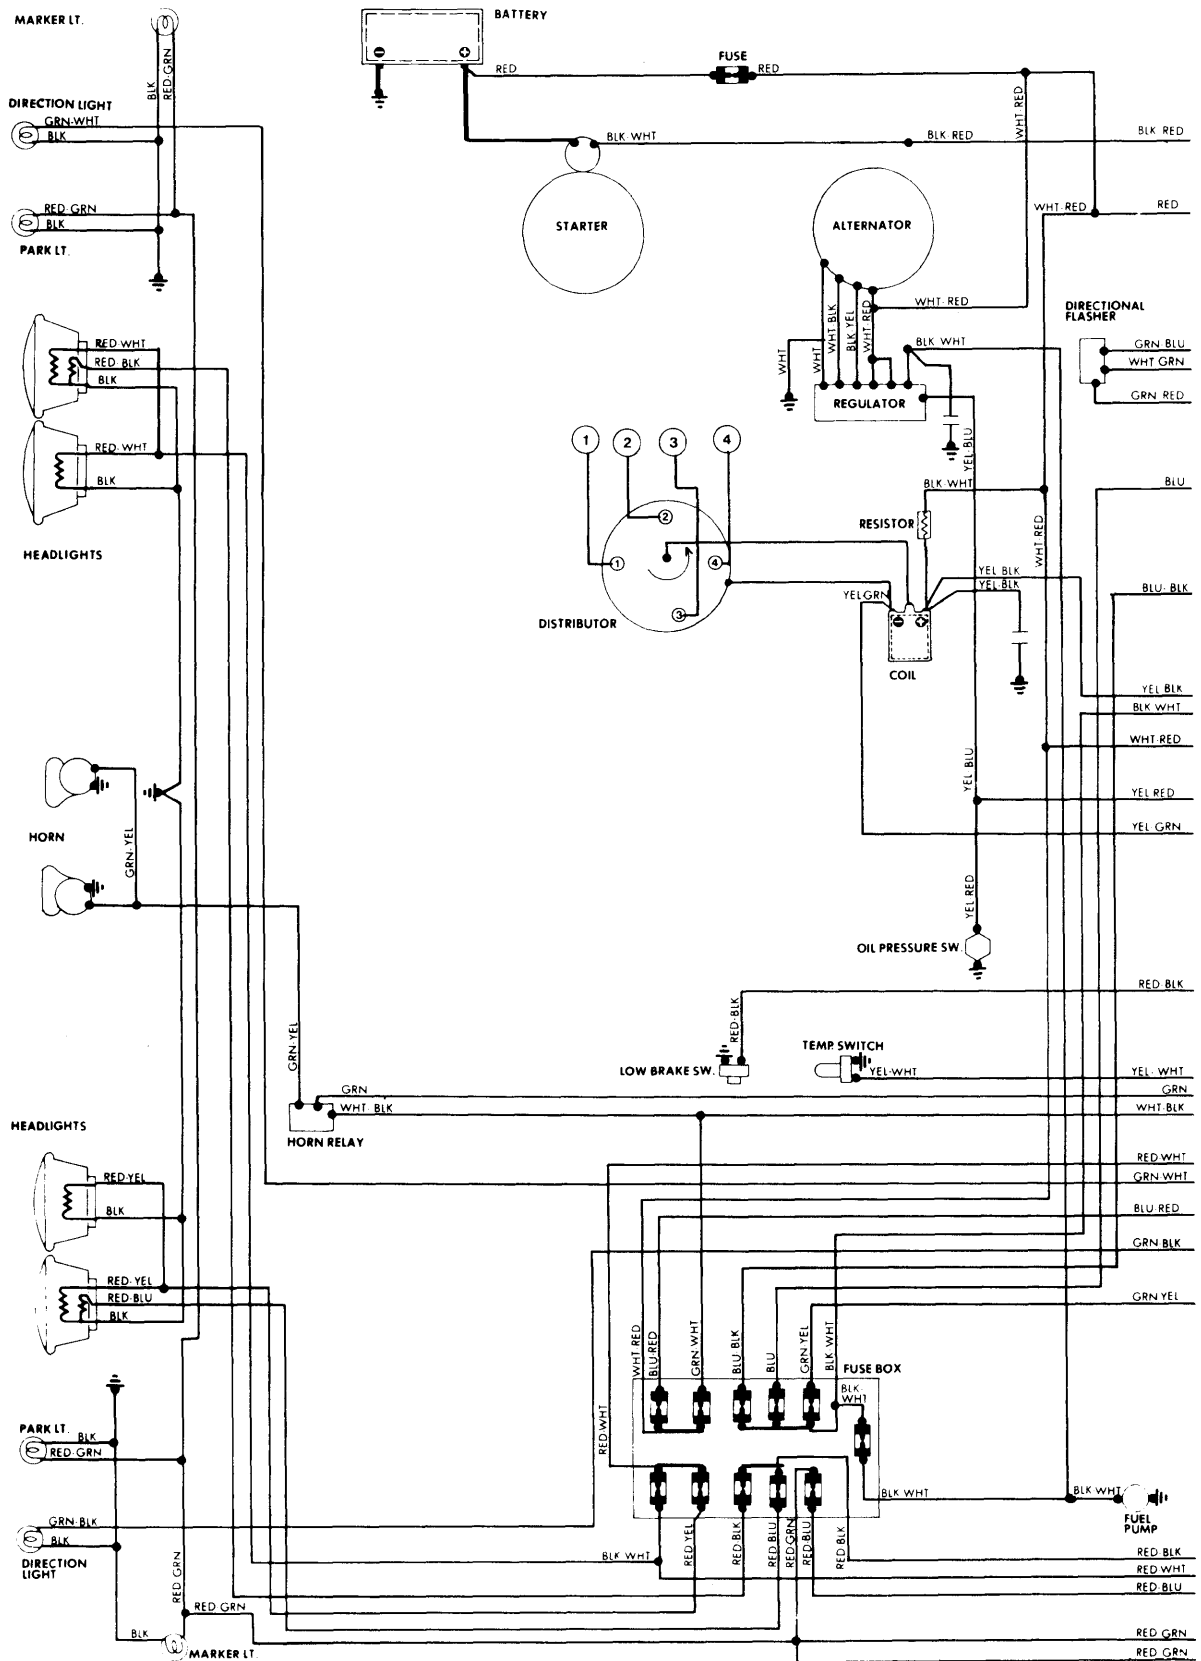 MARKER LT.
BATTERY
FUSE
RED
RED
BLK
RED-GRN
WHT-RED
DIRECTION LIGHT
GRN-WHT
BLK
BLK-WHT
BLK-RED
BLK RED
RED-GRN
BLK
PARK LT.
STARTER
ALTERNATOR
WHT-RED
RED
WHT-RED
DIRECTIONAL
FLASHER
WHT
WHT
WHT BLK
BLK-YEL
WHT-RED
BLK WHT
GRN BLU
WHT GRN
GRN RED
RED-WHT
RED-BLK
BLK
REGULATOR
YEL-BLU
1
2
3
4
RED-WHT
BLK
BLK-WHT
BLU
HEADLIGHTS
RESISTOR
WHT-RED
2
1
4
3
YEL BLK
YEL-BLK
YELGRN
BLU-BLK
DISTRIBUTOR
COIL
YEL BLK
BLK WHT
WHT-RED
YEL BLU
YEL RED
YEL-GRN
HORN
GRN-YEL
YEL RED
OIL PRESSURE SW.
RED-BLK
RED-BLK
GRN-YEL
TEMP. SWITCH
LOW BRAKE SW.
YEL-WHT
YEL-WHT
GRN
GRN
WHT-BLK
WHT-BLK
HORN RELAY
HEADLIGHTS
RED-WHT
GRN WHT
RED-YEL
BLK
BLU-RED
GRN-BLK
RED-YEL
RED-BLU
BLK
GRN YEL
WHT RED
BLU-RED
GRN-WHT
BLU-BLK
BLU
GRN-YEL
BLK-WHT
FUSE BOX
BLK-
WHT
RED-WHT
PARK LT.
BLK
RED-GRN
BLK WHT
BLK WHT
FUEL
PUMP
GRN-BLK
BLK
DIRECTION
LIGHT
RED YEL
RED-BLK
RED-BLU
RED GRN
RED-BLU
RED BLK
BLK WHT
RED-BLK
RED WHT
RED-BLU
RED GRN
RED GRN
BLK
MARKER LT.
RED GRN
RED GRN